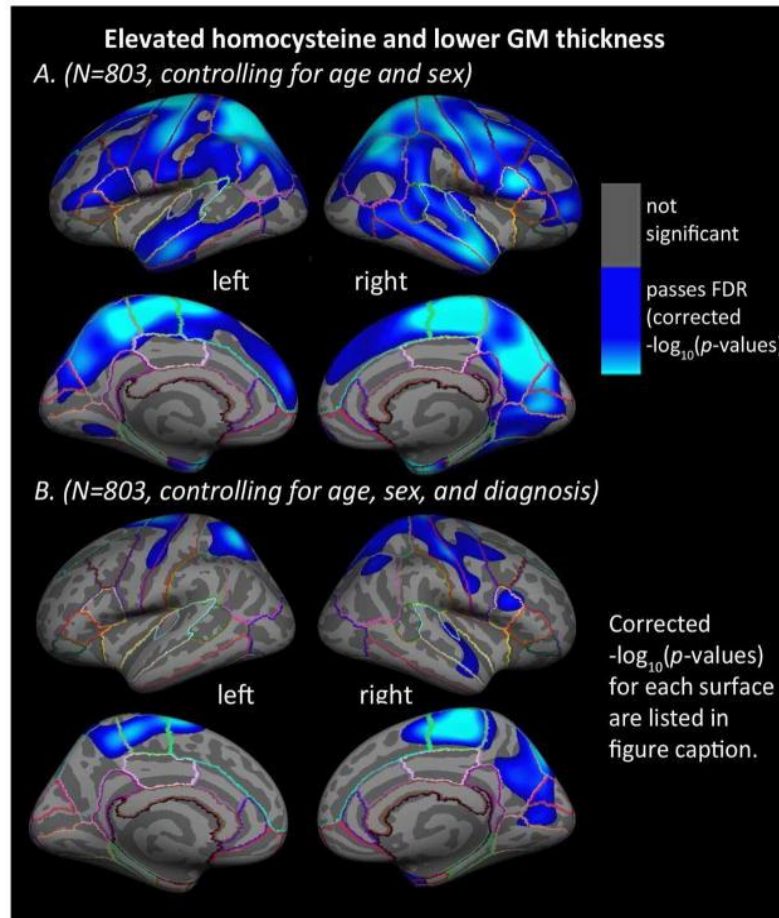 Elevated homocysteine and lower GM thickness
A. (N=803, controlling for age and sex)
left
right
not
significant
passes FDR
(corrected
-log10(p-values)
B. (N=803, controlling for age, sex, and diagnosis)
left
right
Corrected
-log10(p-values)
for each surface
are listed in
figure caption.